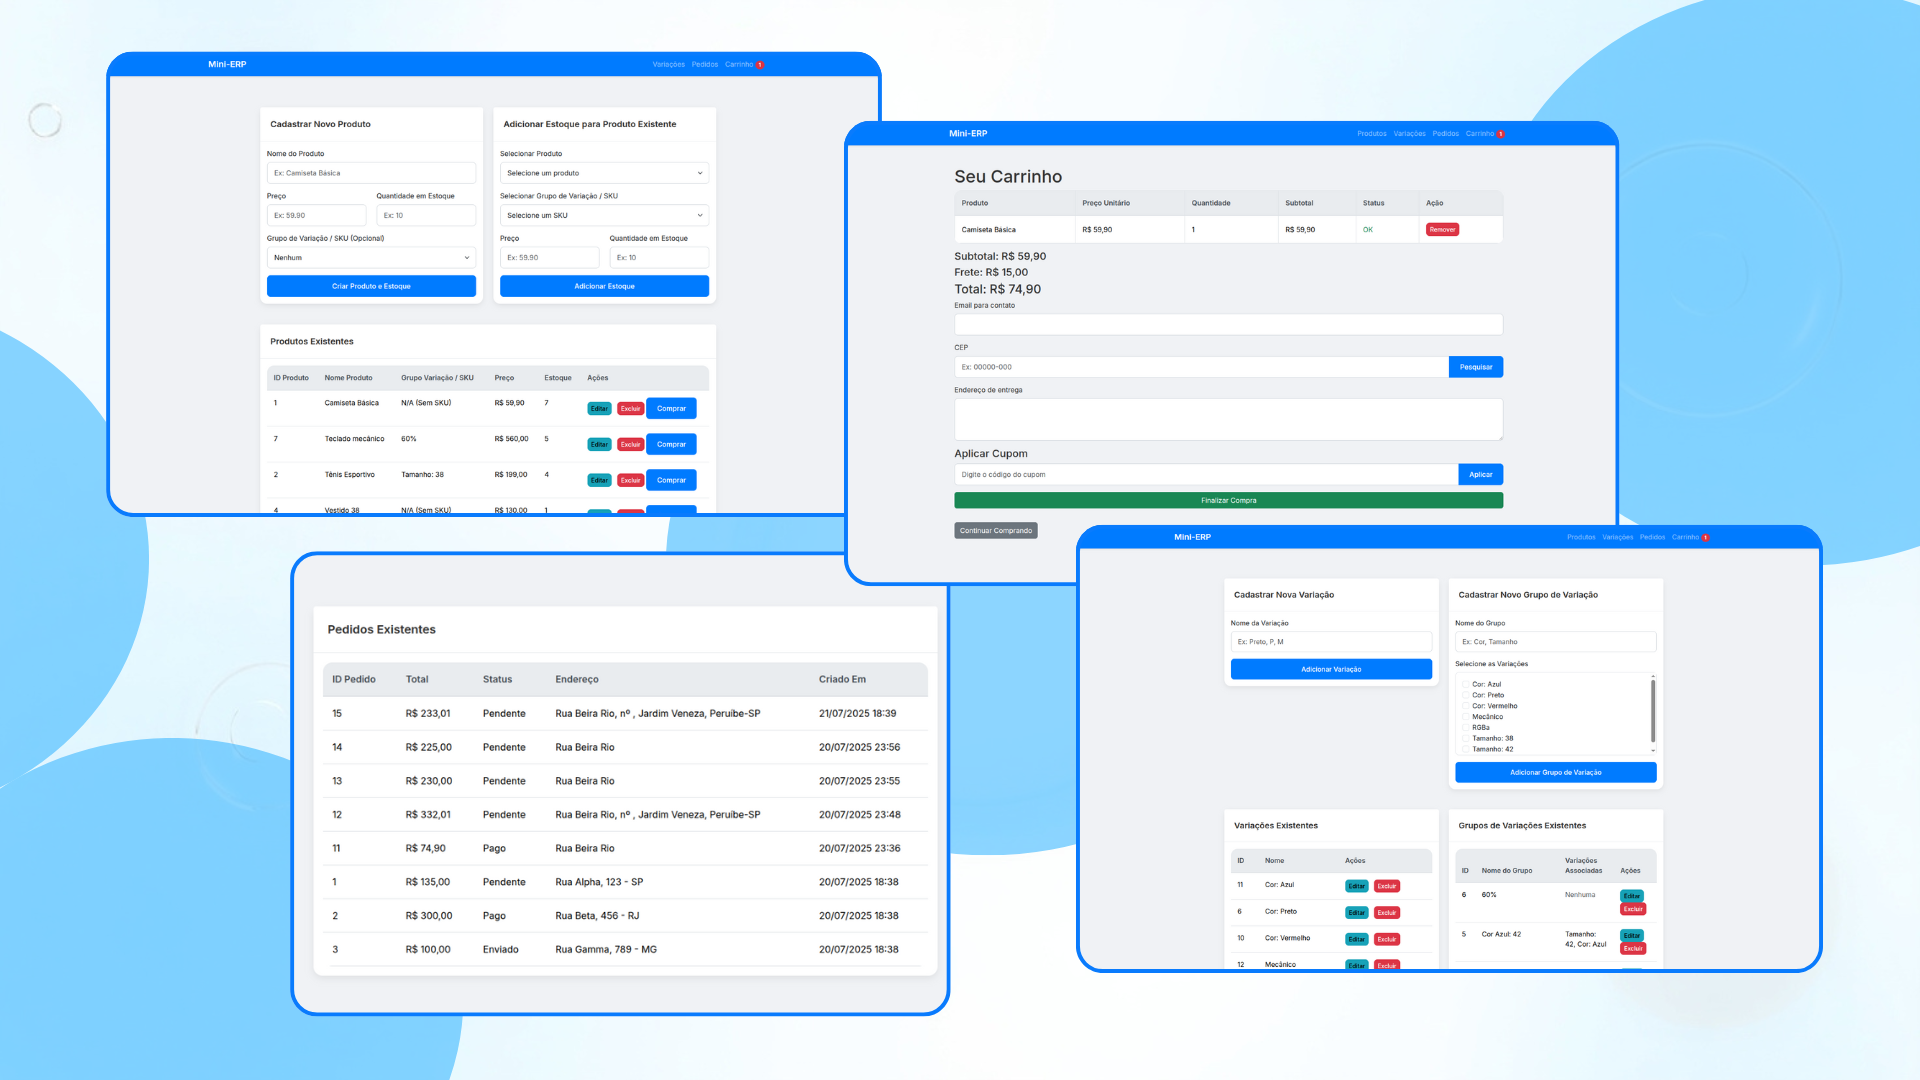 Mini-ERP
Variações Pedidos Carrinho 1
Cadastrar Novo Produto
Nome do Produto
Ex: Camiseta Básica
Preço Quantidade em Estoque
Ex: 59.90 Ex: 10
Grupo de Variação / SKU (Opcional)
Nenhum
Criar Produto e Estoque
Adicionar Estoque para Produto Existente
Selecionar Produto
Selecione um produto
Selecionar Grupo de Variação / SKU
Selecione um SKU
Preço Quantidade em Estoque
Ex: 59.90 Ex: 10
Adicionar Estoque
Produtos Existentes
ID Produto Nome Produto Grupo Variação / SKU Preço Estoque Ações
1 Camiseta Básica N/A (Sem SKU) R$ 59,90 7 Editar Excluir Comprar
7 Teclado mecânico 60% R$ 560,00 5 Editar Excluir Comprar
2 Tênis Esportivo Tamanho: 38 R$ 199,00 4 Editar Excluir Comprar
4 Vestido 38 N/A (Sem SKU) R$ 130,00 1
Mini-ERP
Produtos Variações Pedidos Carrinho 1
Seu Carrinho
Produto Preço Unitário Quantidade Subtotal Status Ação
Camiseta Básica R$ 59,90 1 R$ 59,90 OK Remover
Subtotal: R$ 59,90
Frete: R$ 15,00
Total: R$ 74,90
Email para contato
CEP
Ex: 00000-000 Pesquisar
Endereço de entrega
Aplicar Cupom
Digite o código do cupom Aplicar
Finalizar Compra
Continuar Comprando
Pedidos Existentes
ID Pedido Total Status Endereço Criado Em
15 R$ 233,01 Pendente Rua Beira Rio, nº , Jardim Veneza, Peruíbe-SP 21/07/2025 18:39
14 R$ 225,00 Pendente Rua Beira Rio 20/07/2025 23:56
13 R$ 230,00 Pendente Rua Beira Rio 20/07/2025 23:55
12 R$ 332,01 Pendente Rua Beira Rio, nº , Jardim Veneza, Peruíbe-SP 20/07/2025 23:48
11 R$ 74,90 Pago Rua Beira Rio 20/07/2025 23:36
1 R$ 135,00 Pendente Rua Alpha, 123 - SP 20/07/2025 18:38
2 R$ 300,00 Pago Rua Beta, 456 - RJ 20/07/2025 18:38
3 R$ 100,00 Enviado Rua Gamma, 789 - MG 20/07/2025 18:38
Mini-ERP
Produtos Variações Pedidos Carrinho 1
Cadastrar Nova Variação
Nome da Variação
Ex: Preto, P, M
Adicionar Variação
Cadastrar Novo Grupo de Variação
Nome do Grupo
Ex: Cor, Tamanho
Selecione as Variações
Cor: Azul
Cor: Preto
Cor: Vermelho
Mecânico
RGBa
Tamanho: 38
Tamanho: 42
Adicionar Grupo de Variação
Variações Existentes
ID Nome Ações
11 Cor: Azul Editar Excluir
6 Cor: Preto Editar Excluir
10 Cor: Vermelho Editar Excluir
12 Mecânico Editar Excluir
Grupos de Variações Existentes
ID Nome do Grupo Variações Associadas Ações
6 60% Nenhuma Editar
Excluir
5 Cor Azul: 42 Tamanho: Editar
42, Cor: Azul Excluir